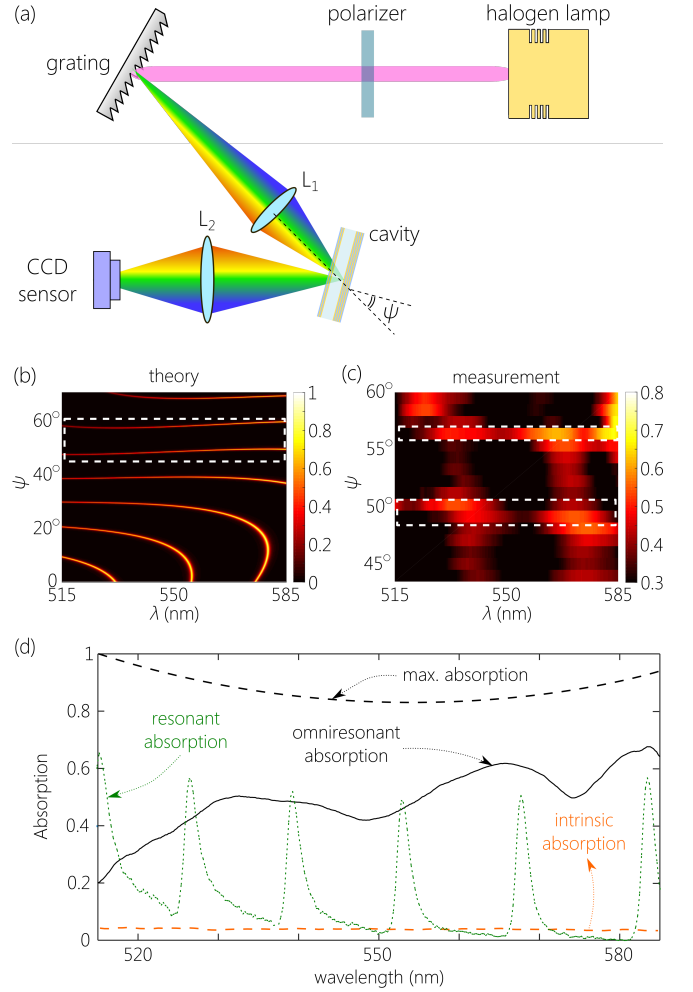 (a)
polarizer
halogen lamp
grating
L1
L2
cavity
CCD
sensor
ψ
(b)
theory
(c)
measurement
60°
40°
20°
0
ψ
515
550
585
λ (nm)
1
0.8
0.6
0.4
0.2
0
60°
55°
50°
45°
ψ
515
550
585
λ (nm)
0.8
0.7
0.6
0.5
0.4
0.3
(d)
1
0.8
0.6
0.4
0.2
0
Absorption
max. absorption
resonant
absorption
omniresonant
absorption
intrinsic
absorption
520
550
580
wavelength (nm)